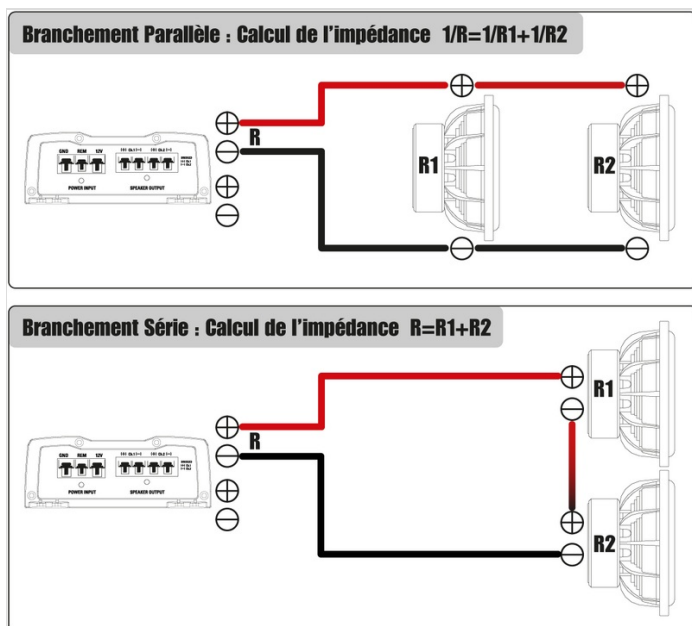 Branchement Parallèle : Calcul de l'impédance 1/R=1/R1+1/R2
R
R1
R2
GND REM 12V
POWER INPUT
SPEAKER OUTPUT
Branchement Série : Calcul de l'impédance R=R1+R2
R
R1
R2
GND REM 12V
POWER INPUT
SPEAKER OUTPUT